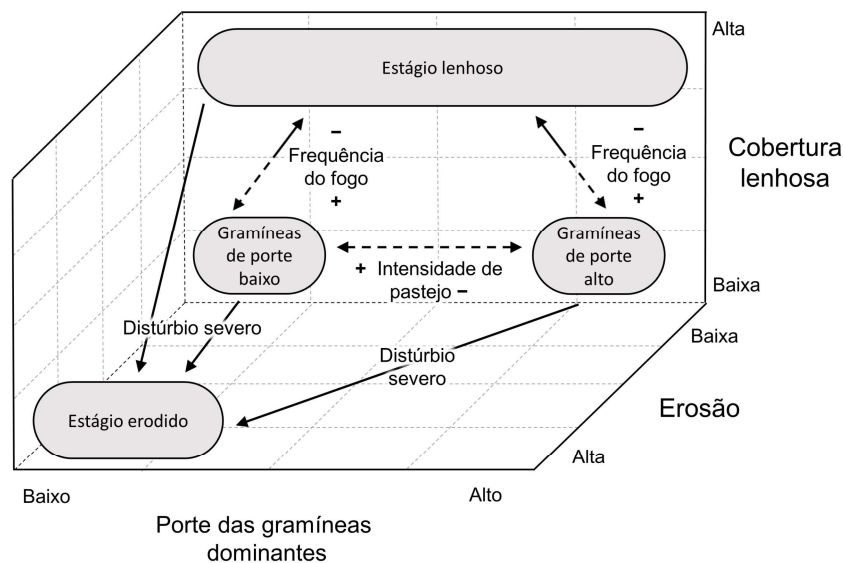 Alta
Estágio lenhoso
–
Frequência
do fogo
+
–
Frequência
do fogo
+
Cobertura
lenhosa
Gramíneas
de porte
baixo
Gramíneas
de porte
alto
+ Intensidade de
pastejo –
Baixa
Baixa
Distúrbio severo
Distúrbio
severo
Estágio erodido
Erosão
Alta
Baixo
Alto
Porte das gramíneas
dominantes